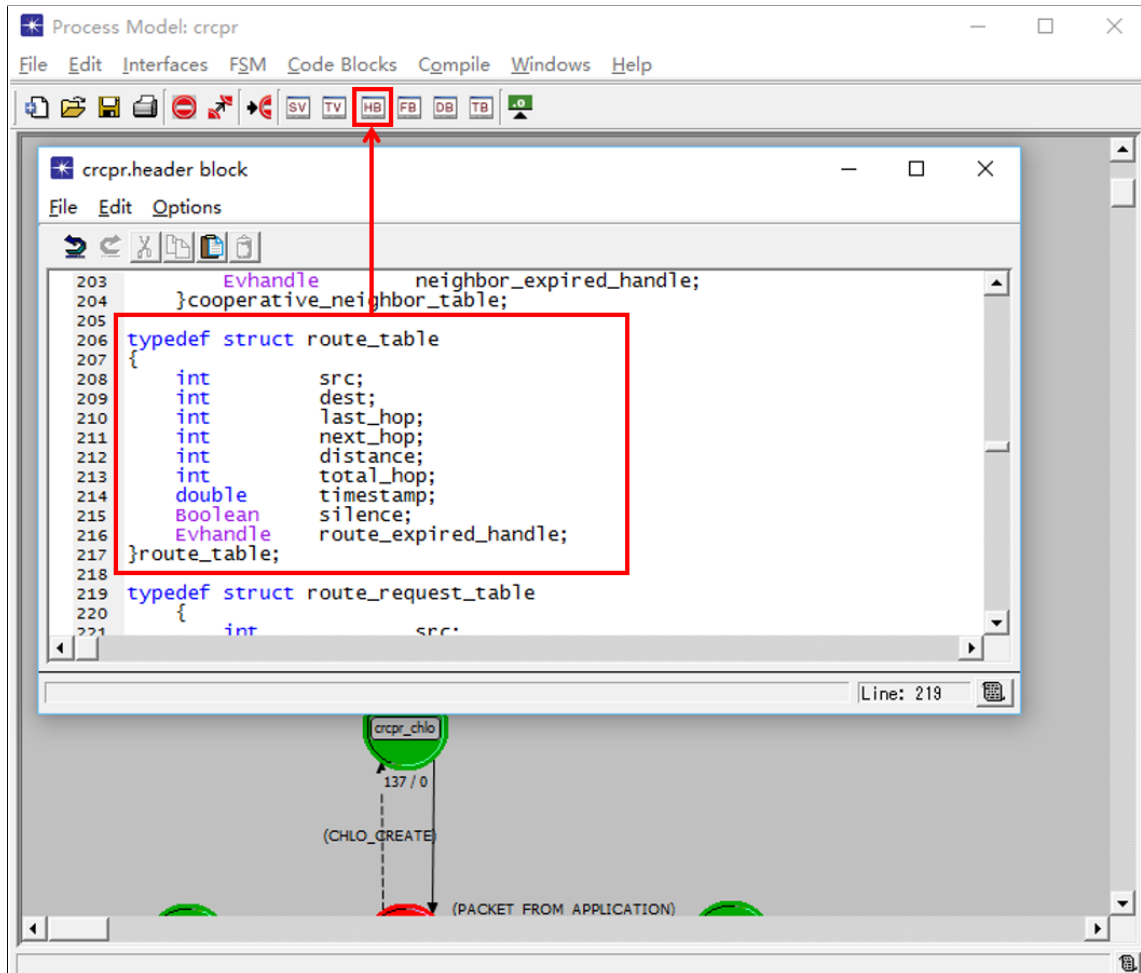 Process Model: crcpr
File Edit Interfaces FSM Code Blocks Compile Windows Help
SV TV HB FB DB TB .0
crcpr.header block
File Edit Options
203 Evhandle neighbor_expired_handle;
204 }cooperative_neighbor_table;
205
206 typedef struct route_table
207 {
208 int src;
209 int dest;
210 int last_hop;
211 int next_hop;
212 int distance;
213 int total_hop;
214 double timestamp;
215 Boolean silence;
216 Evhandle route_expired_handle;
217 }route_table;
218
219 typedef struct route_request_table
220 {
221 int src;
Line: 219
crcpr_chlo
137 / 0
(CHLO_CREATE)
(PACKET_FROM_APPLICATION)